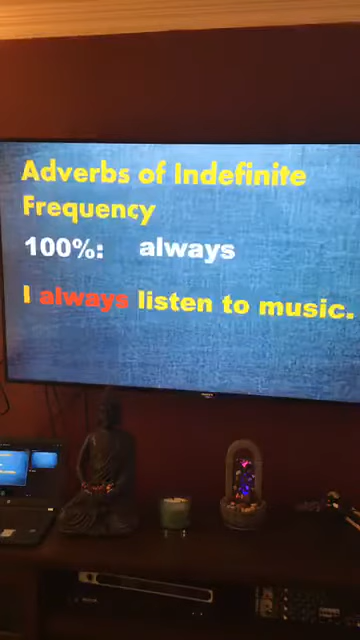 Adverbs of Indefinite
Frequency
100%: always
I always listen to music.